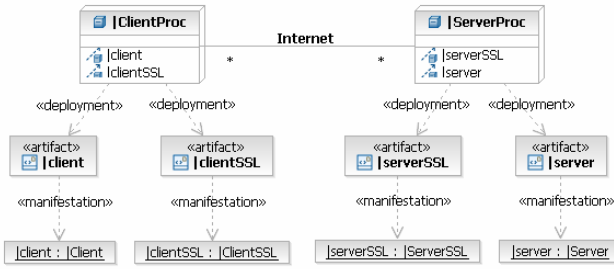 |ClientProc
|client
|clientSSL
Internet
*
*
|ServerProc
|serverSSL
|server
«deployment»
«deployment»
«deployment»
«deployment»
«artifact»
|client
«artifact»
|clientSSL
«artifact»
|serverSSL
«artifact»
|server
«manifestation»
«manifestation»
«manifestation»
«manifestation»
|client : |Client
|clientSSL : |ClientSSL
|serverSSL : |ServerSSL
|server : |Server